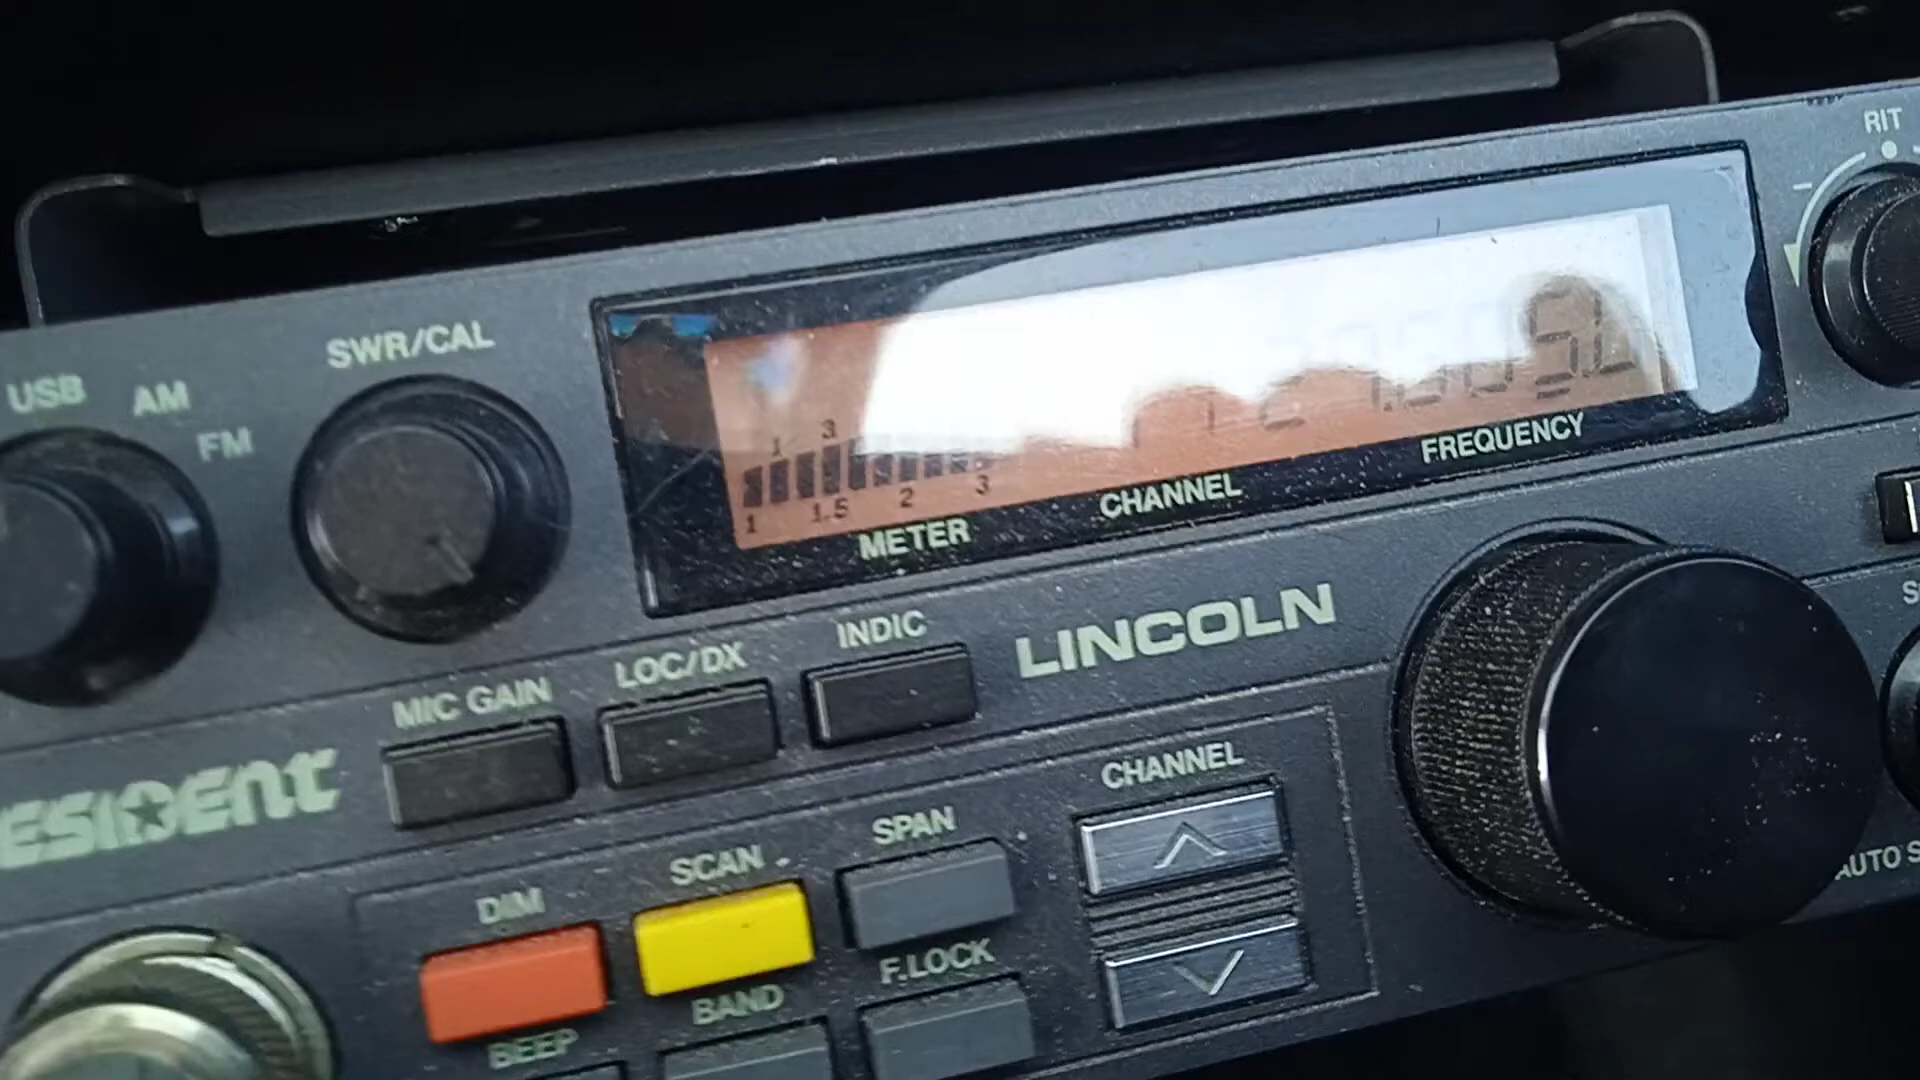 RIT
SWR/CAL
USB
AM
FM
1 3
1 1.5 2 3
METER
CHANNEL
FREQUENCY
MIC GAIN
LOC/DX
INDIC
LINCOLN
ESIDENT
CHANNEL
DIM
SCAN
SPAN
BEEP
BAND
F.LOCK
AUTO S